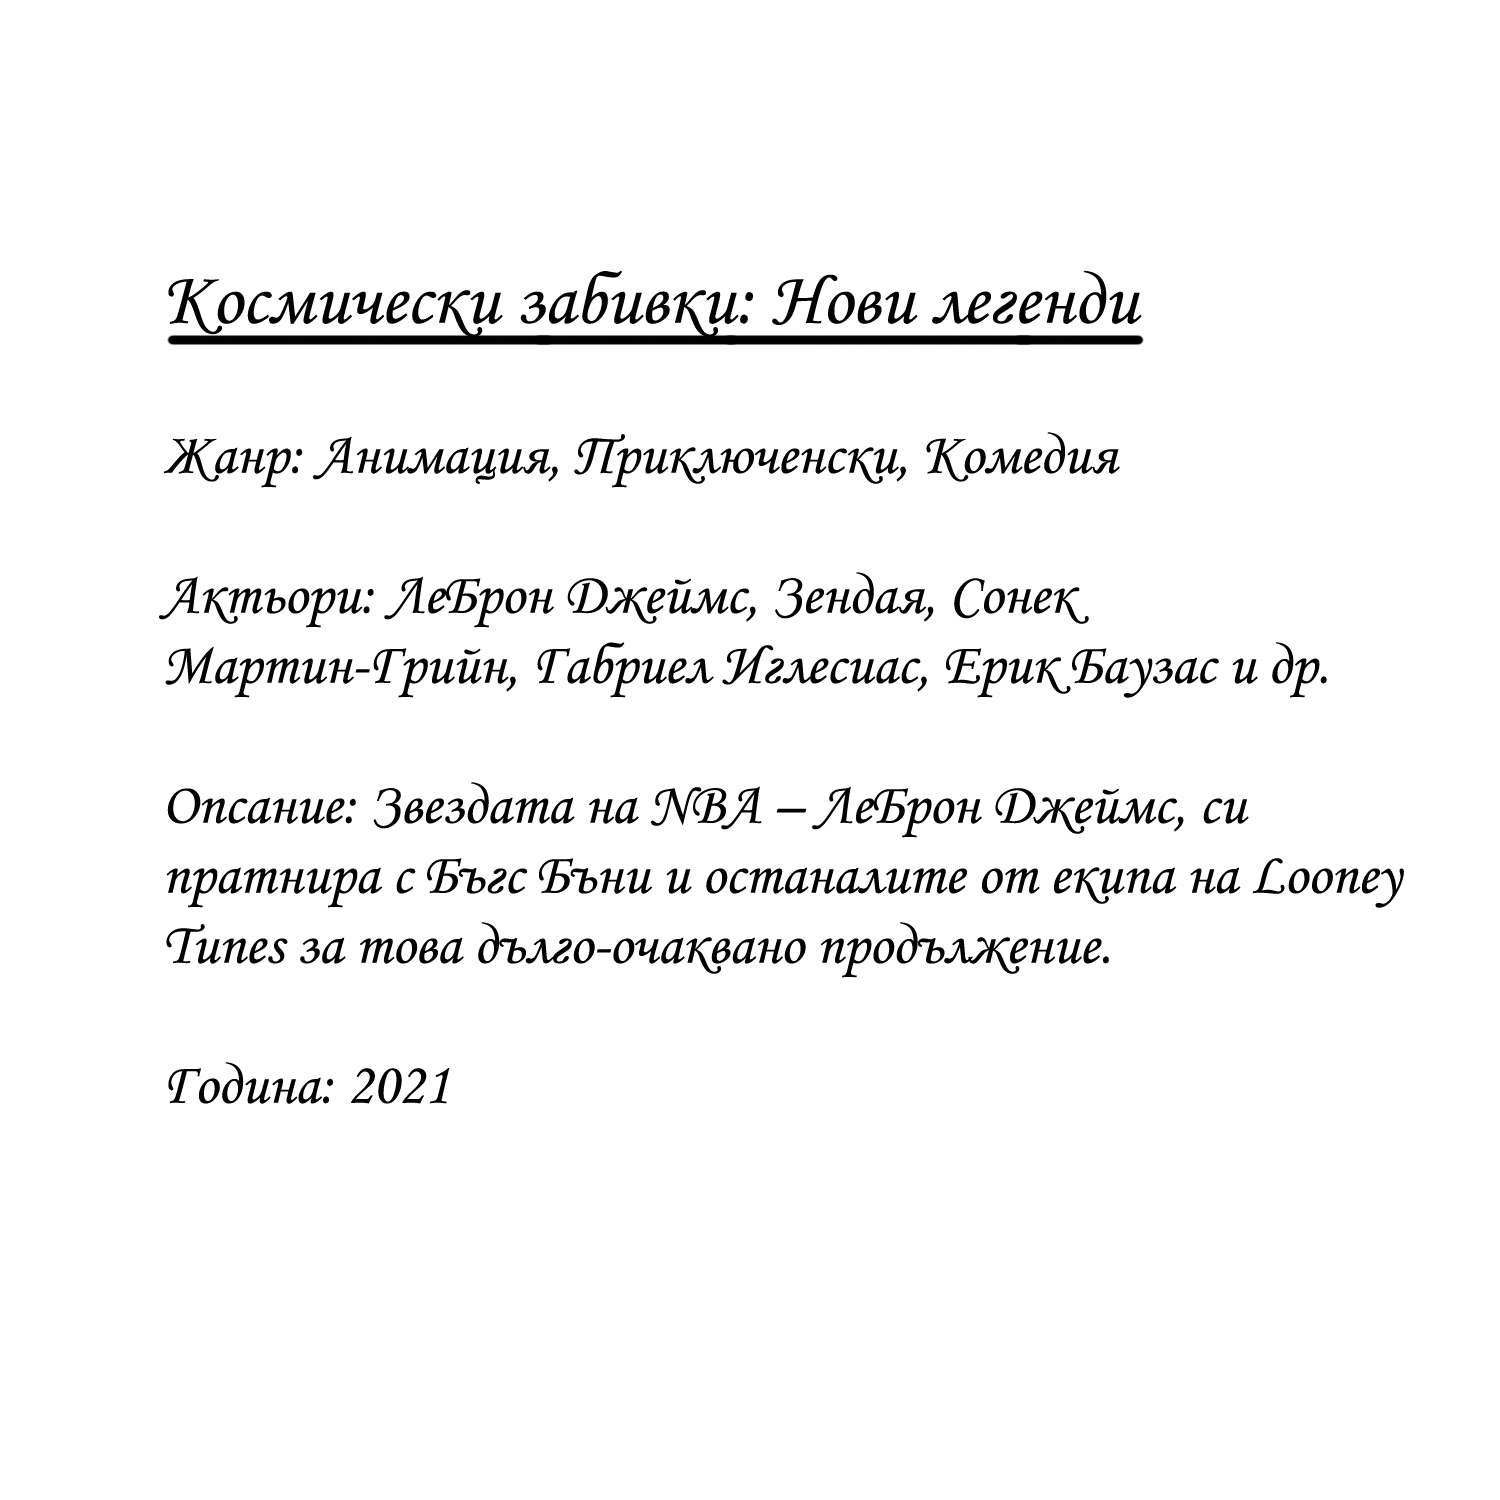 Космически забивки: Нови легенди
Жанр: Анимация, Приключенски, Комедия
Актьори: ЛеБрон Джеймс, Зендая, Сонек
Мартин-Грийн, Габриел Иглесиас, Ерик Баузас и др.
Опсание: Звездата на NBA – ЛеБрон Джеймс, си
пратнира с Бъгс Бъни и останалите от екипа на Looney
Tunes за това дълго-очаквано продължение.
Година: 2021